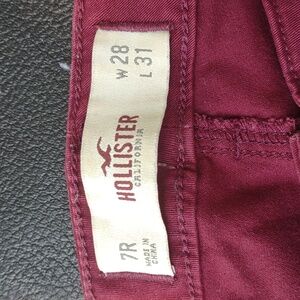 W 28
L 31
HOLLISTER
CALIFORNIA
7R
MADE IN
CHINA